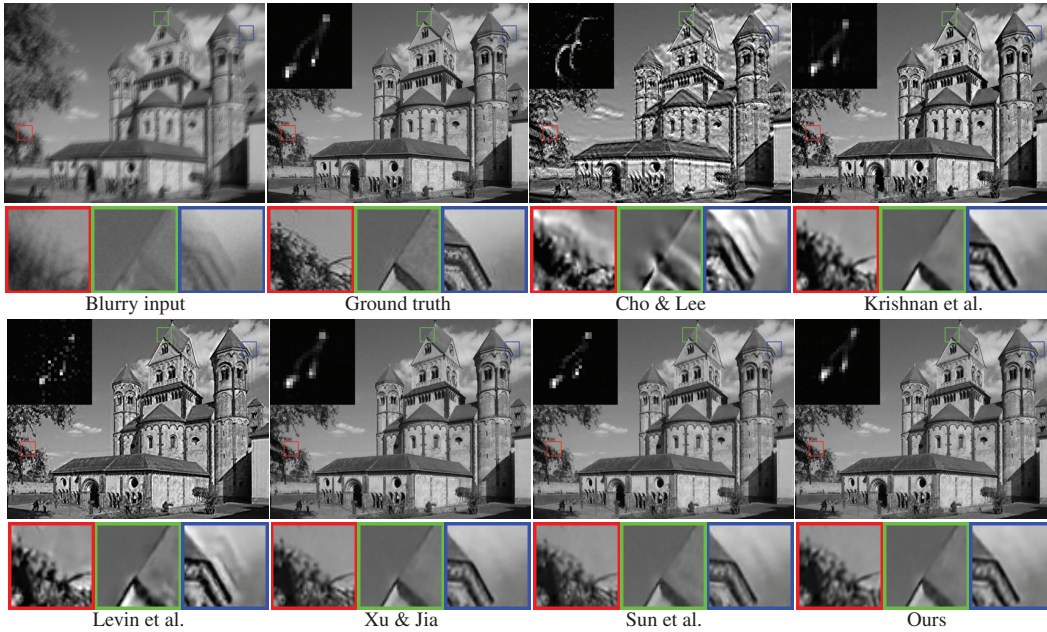 Blurry input
Ground truth
Cho & Lee
Krishnan et al.
Levin et al.
Xu & Jia
Sun et al.
Ours